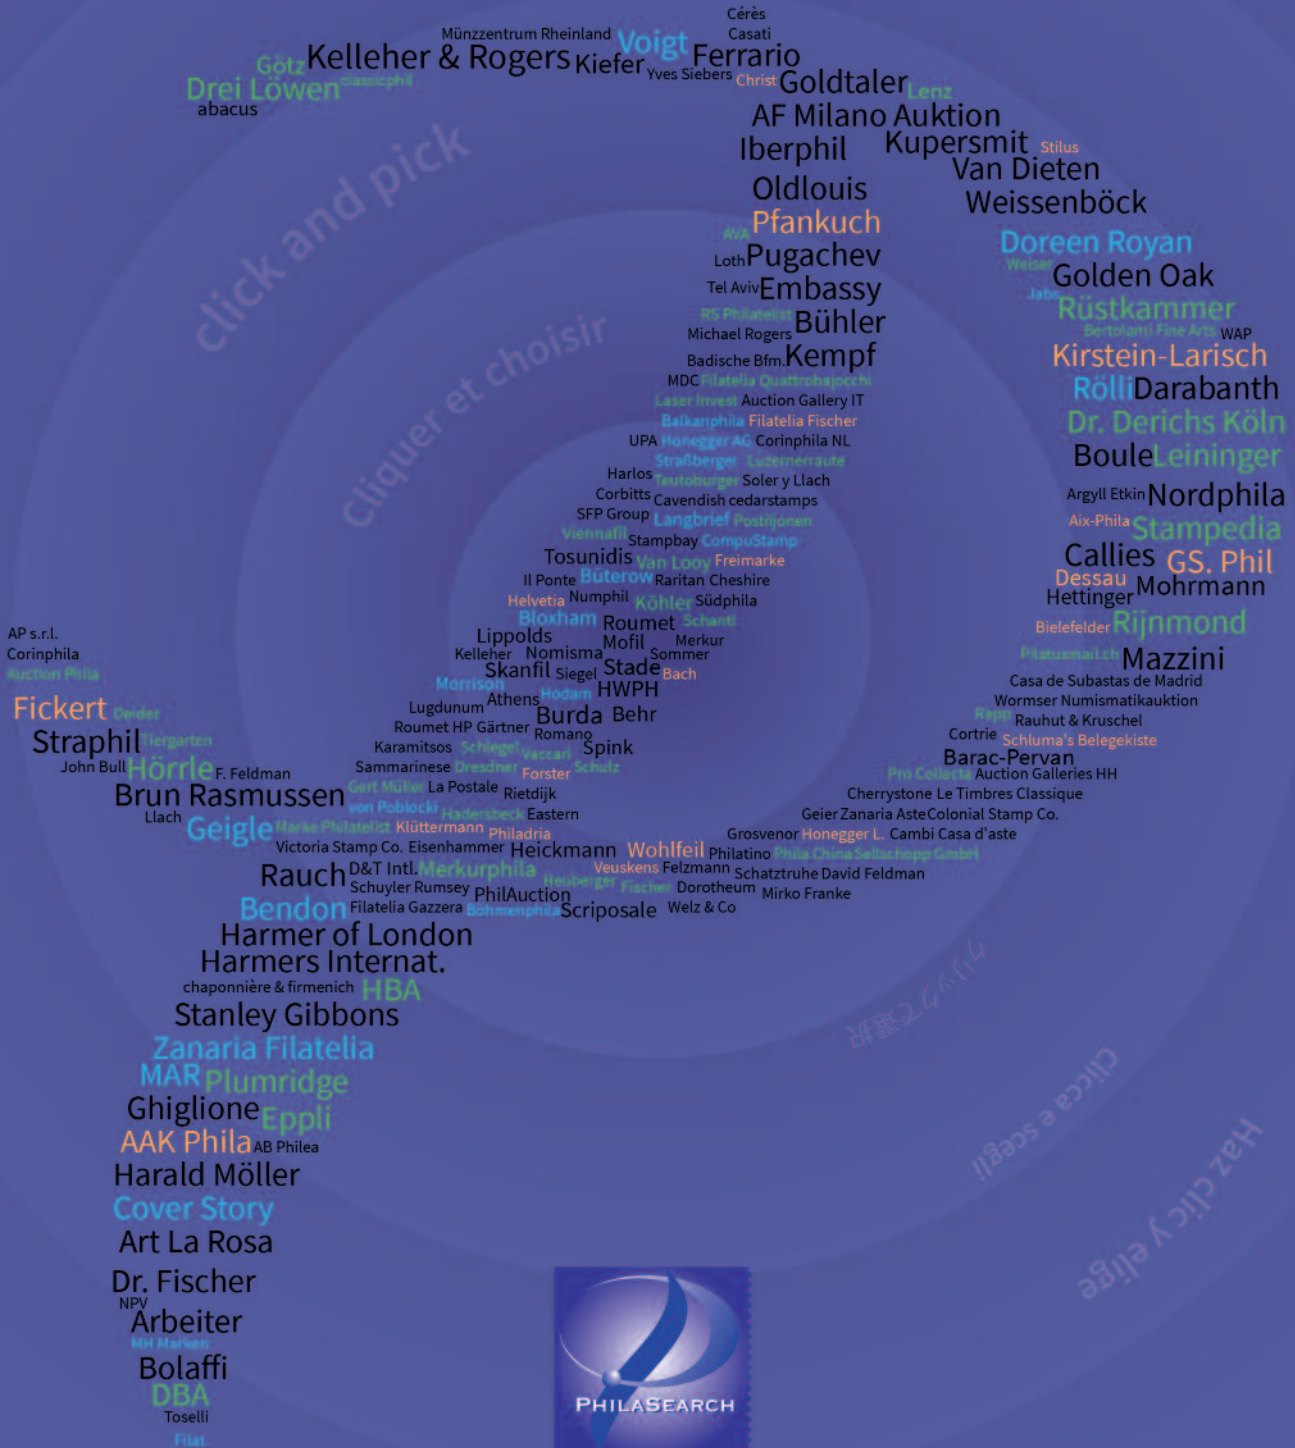 Cérès
Münzzentrum Rheinland Voigt Casati
Götz Kelleher & Rogers Kiefer Ferrario
Drei Löwen classicphil Yves Siebers Christ Goldtaler Lenz
abacus
AF Milano Auktion
click and pick
Iberphil Kupersmit Stilus
Van Dieten
Oldlouis
Weissenböck
Pfankuch
AVA
Doreen Royan
Loth Pugachev
Weiser Golden Oak
Tel Aviv Embassy
Jabs
Rüstkammer
RS Philatelist Bühler
Michael Rogers
Bertolami Fine Arts WAP
Cliquer et choisir
Badische Bfm. Kempf
Kirstein-Larisch
MDC Filatelia Quattrobajocchi
Rölli Darabanth
Laser Invest Auction Gallery IT
Balkanphila Filatelia Fischer
Dr. Derichs Köln
UPA Honegger AG Corinphila NL
Boule Leininger
Straßberger Luzernerraute
Harlos Teutoburger Soler y Llach
Corbitts Cavendish cedarstamps
Argyll Etkin Nordphila
SFP Group Langbrief Postiljonen
Aix-Phila Stampedia
Viennafil Stampbay CompuStamp
Tosunidis Van Looy Freimarke
Callies GS. Phil
Il Ponte Büterow Raritan Cheshire
Dessau
Helvetia Numphil Köhler Südphila
Hettinger Mohrmann
Bloxham Roumet Schantl
Bielefelder Rijnmond
AP s.r.l.
Lippolds Mofil Merkur
Corinphila
Kelleher Nomisma Sommer
Pilatusmail.ch Mazzini
Auction Phila
Skanfil Siegel Stade Bach
Casa de Subastas de Madrid
Morrison Hodam HWPH
Wormser Numismatikauktion
Fickert Deider
Lugdunum Athens Burda Behr
Rapp Rauhut & Kruschel
Roumet HP Gärtner Romano
Cortrie Schluma's Belegekiste
Straphil Tiergarten
Karamitsos Schlegel Vaccari Spink
Barac-Pervan
John Bull Hörrle F. Feldman
Sammarinese Dresdner Forster Schulz
Pro Collecta Auction Galleries HH
Brun Rasmussen Gert Müller La Postale Rietdijk
Cherrystone Le Timbres Classique
von Poblocki Hadersbeck Eastern
Llach
Geier Zanaria Aste Colonial Stamp Co.
Geigle Marke Philatelist Klüttermann Philadria
Grosvenor Honegger L. Cambi Casa d'aste
Victoria Stamp Co. Eisenhammer Heickmann Wohlfeil Philatino Phila China Sellschopp GmbH
Rauch D&T Intl. Merkurphila Veuskens Felzmann Schatztruhe David Feldman
Schuyler Rumsey PhilAuction Heuberger Fischer Dorotheum Mirko Franke
Bendon Filatelia Gazzera Böhmenphila Scriposale Welz & Co
Harmer of London
Harmers Internat.
chaponnière & firmenich HBA
Stanley Gibbons
クリックで選択
Zanaria Filatelia
MAR Plumridge
Clicca e scegli
Ghiglione Eppli
AAK Phila AB Philea
Harald Möller
Haz clic y elige
Cover Story
Art La Rosa
Dr. Fischer
NPV
Arbeiter
MH Marken
Bolaffi
DBA
PHILASEARCH
Toselli
Filat